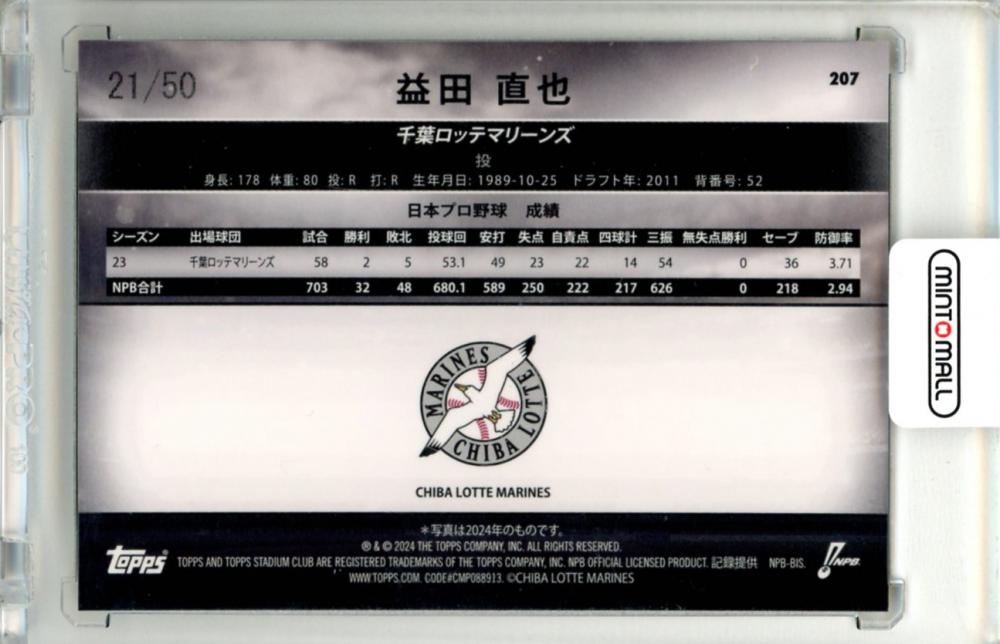 21/50
益田 直也
207
千葉ロッテマリーンズ
投
身長: 178 体重: 80 投: R 打: R 生年月日: 1989-10-25 ドラフト年: 2011 背番号: 52
日本プロ野球 成績
シーズン 出場球団 試合 勝利 敗北 投球回 安打 失点 自責点 四球計 三振 無失点勝利 セーブ 防御率
23 千葉ロッテマリーンズ 58 2 5 53.1 49 23 22 14 54 0 36 3.71
NPB合計 703 32 48 680.1 589 250 222 217 626 0 218 2.94
MARINES
CHIBA LOTTE
CHIBA LOTTE MARINES
＊写真は2024年のものです。
® & © 2024 THE TOPPS COMPANY, INC. ALL RIGHTS RESERVED.
Topps
TOPPS AND TOPPS STADIUM CLUB ARE REGISTERED TRADEMARKS OF THE TOPPS COMPANY, INC. NPB OFFICIAL LICENSED PRODUCT. 記録提供 NPB-BIS.
NPB
WWW.TOPPS.COM. CODE#CMP088913. ©CHIBA LOTTE MARINES
MINT MALL